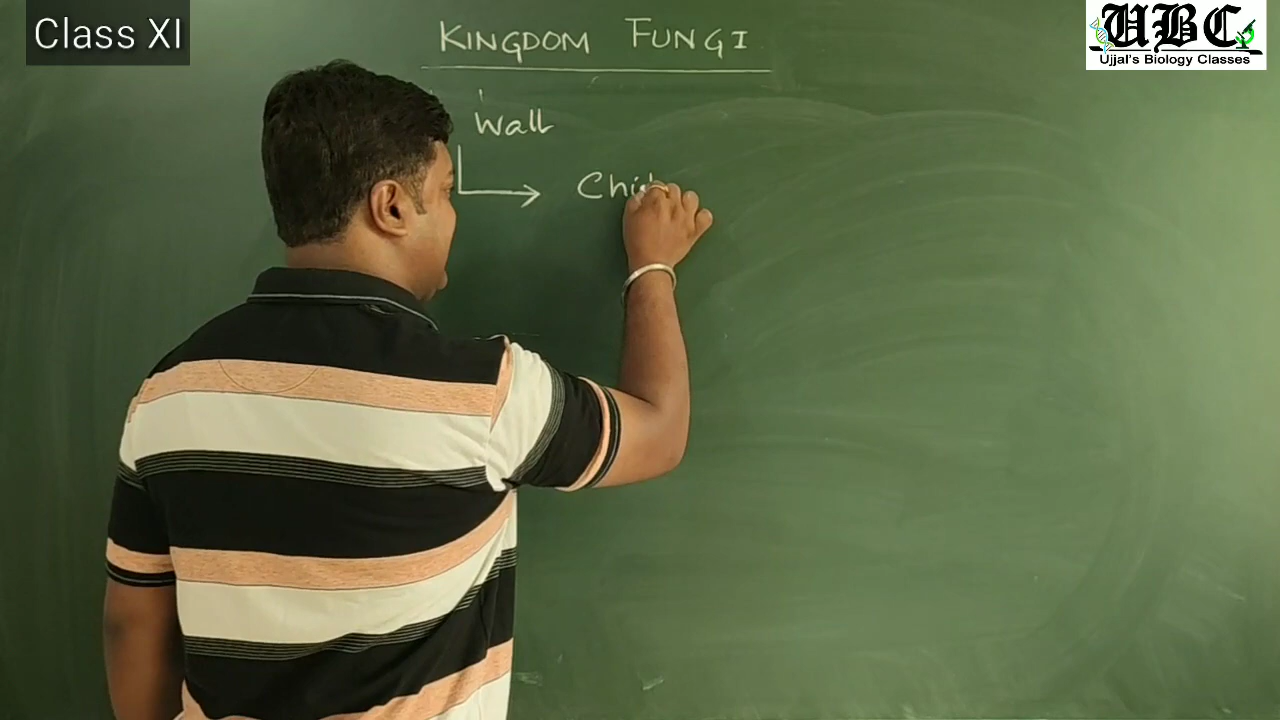 Class XI
KINGDOM FUNGI
UBC
Ujjal's Biology Classes
Wall